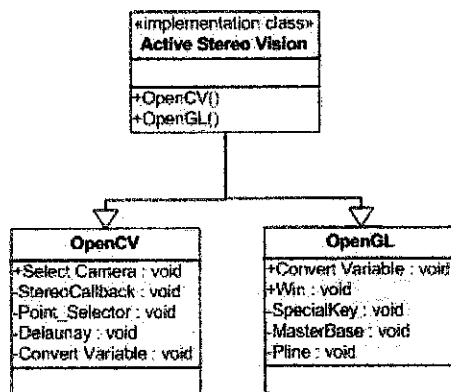 «implementation class»
Active Stereo Vision
+OpenCV()
+OpenGL()
OpenCV
+Select Camera : void
-StereoCallback : void
-Point_Selector : void
-Delaunay : void
-Convert Variable : void
OpenGL
+Convert Variable : void
+Win : void
-SpecialKey : void
-MasterBase : void
-Pline : void